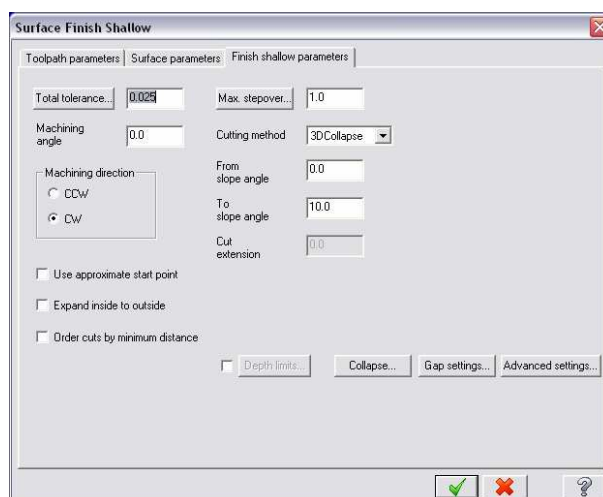 Surface Finish Shallow
Toolpath parameters Surface parameters Finish shallow parameters
Total tolerance... 0.025 Max. stepover... 1.0
Machining angle 0.0 Cutting method 3DCollapse
Machining direction
CCW
CW
From slope angle 0.0
To slope angle 10.0
Cut extension 0.0
Use approximate start point
Expand inside to outside
Order cuts by minimum distance
Depth limits... Collapse... Gap settings... Advanced settings...
?